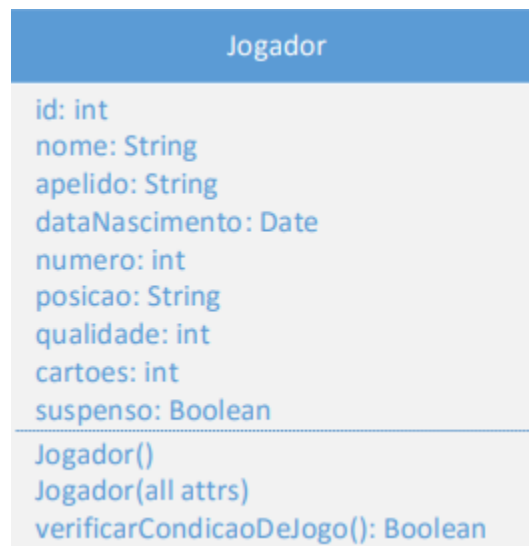 Jogador
id: int
nome: String
apelido: String
dataNascimento: Date
numero: int
posicao: String
qualidade: int
cartoes: int
suspenso: Boolean
Jogador()
Jogador(all attrs)
verificarCondicaoDeJogo(): Boolean